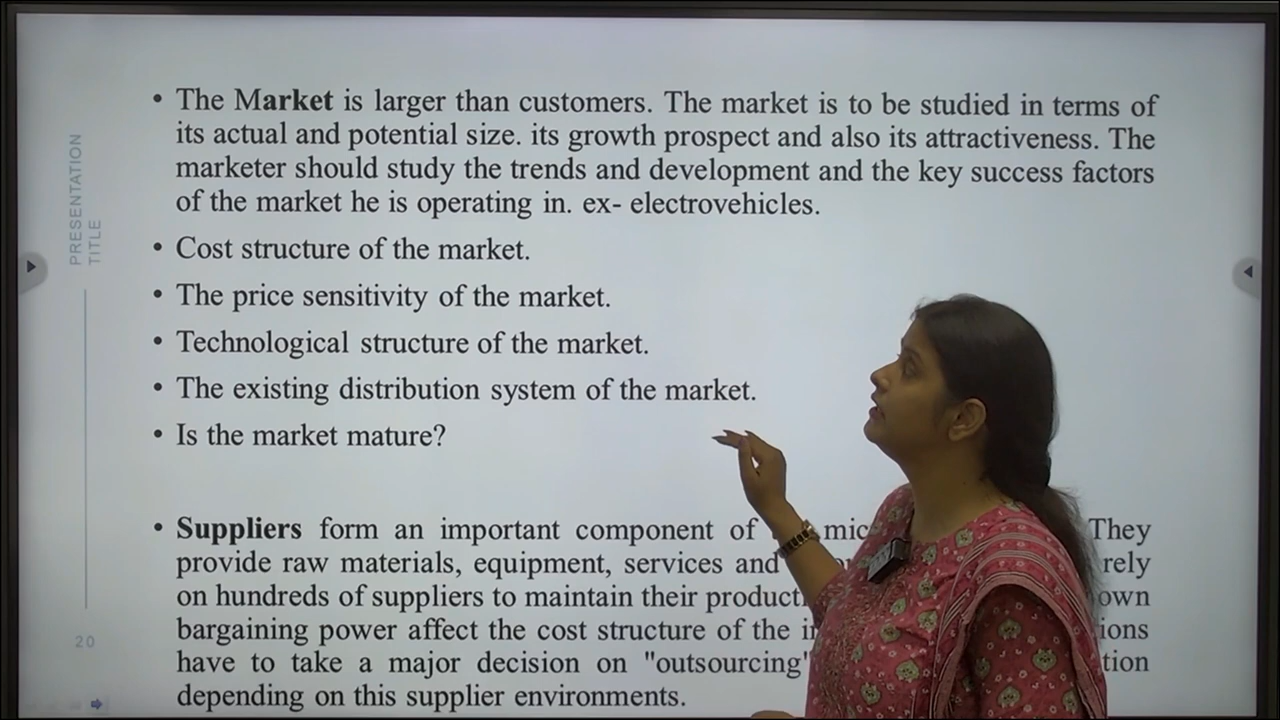 PRESENTATION
TITLE
• The Market is larger than customers. The market is to be studied in terms of
its actual and potential size. its growth prospect and also its attractiveness. The
marketer should study the trends and development and the key success factors
of the market he is operating in. ex- electrovehicles.
• Cost structure of the market.
• The price sensitivity of the market.
• Technological structure of the market.
• The existing distribution system of the market.
• Is the market mature?
• Suppliers form an important component of They
provide raw materials, equipment, services and rely
on hundreds of suppliers to maintain their own
bargaining power affect the cost structure of the
have to take a major decision on "outsourcing"
depending on this supplier environments.
20